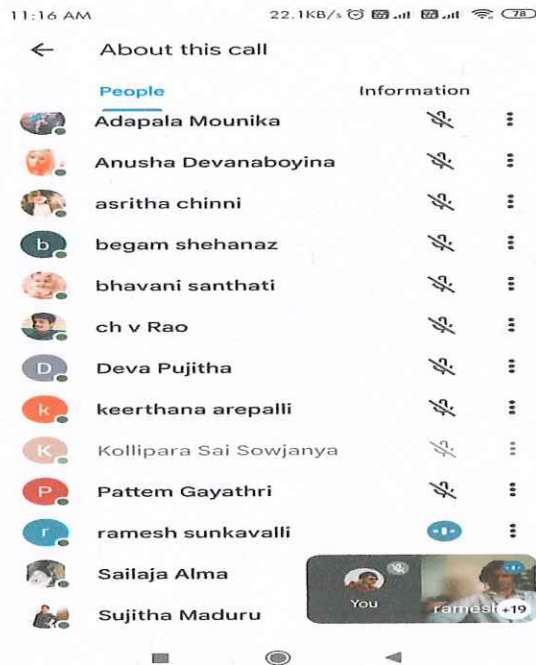 11:16 AM 22.1KB/s 78
About this call
People Information
Adapala Mounika
Anusha Devanaboyina
asritha chinni
b begam shehanaz
bhavani santhati
ch v Rao
D Deva Pujitha
k keerthana arepalli
K Kollipara Sai Sowjanya
P Pattem Gayathri
r ramesh sunkavalli
Sailaja Alma
Sujitha Maduru
You ramesh +19